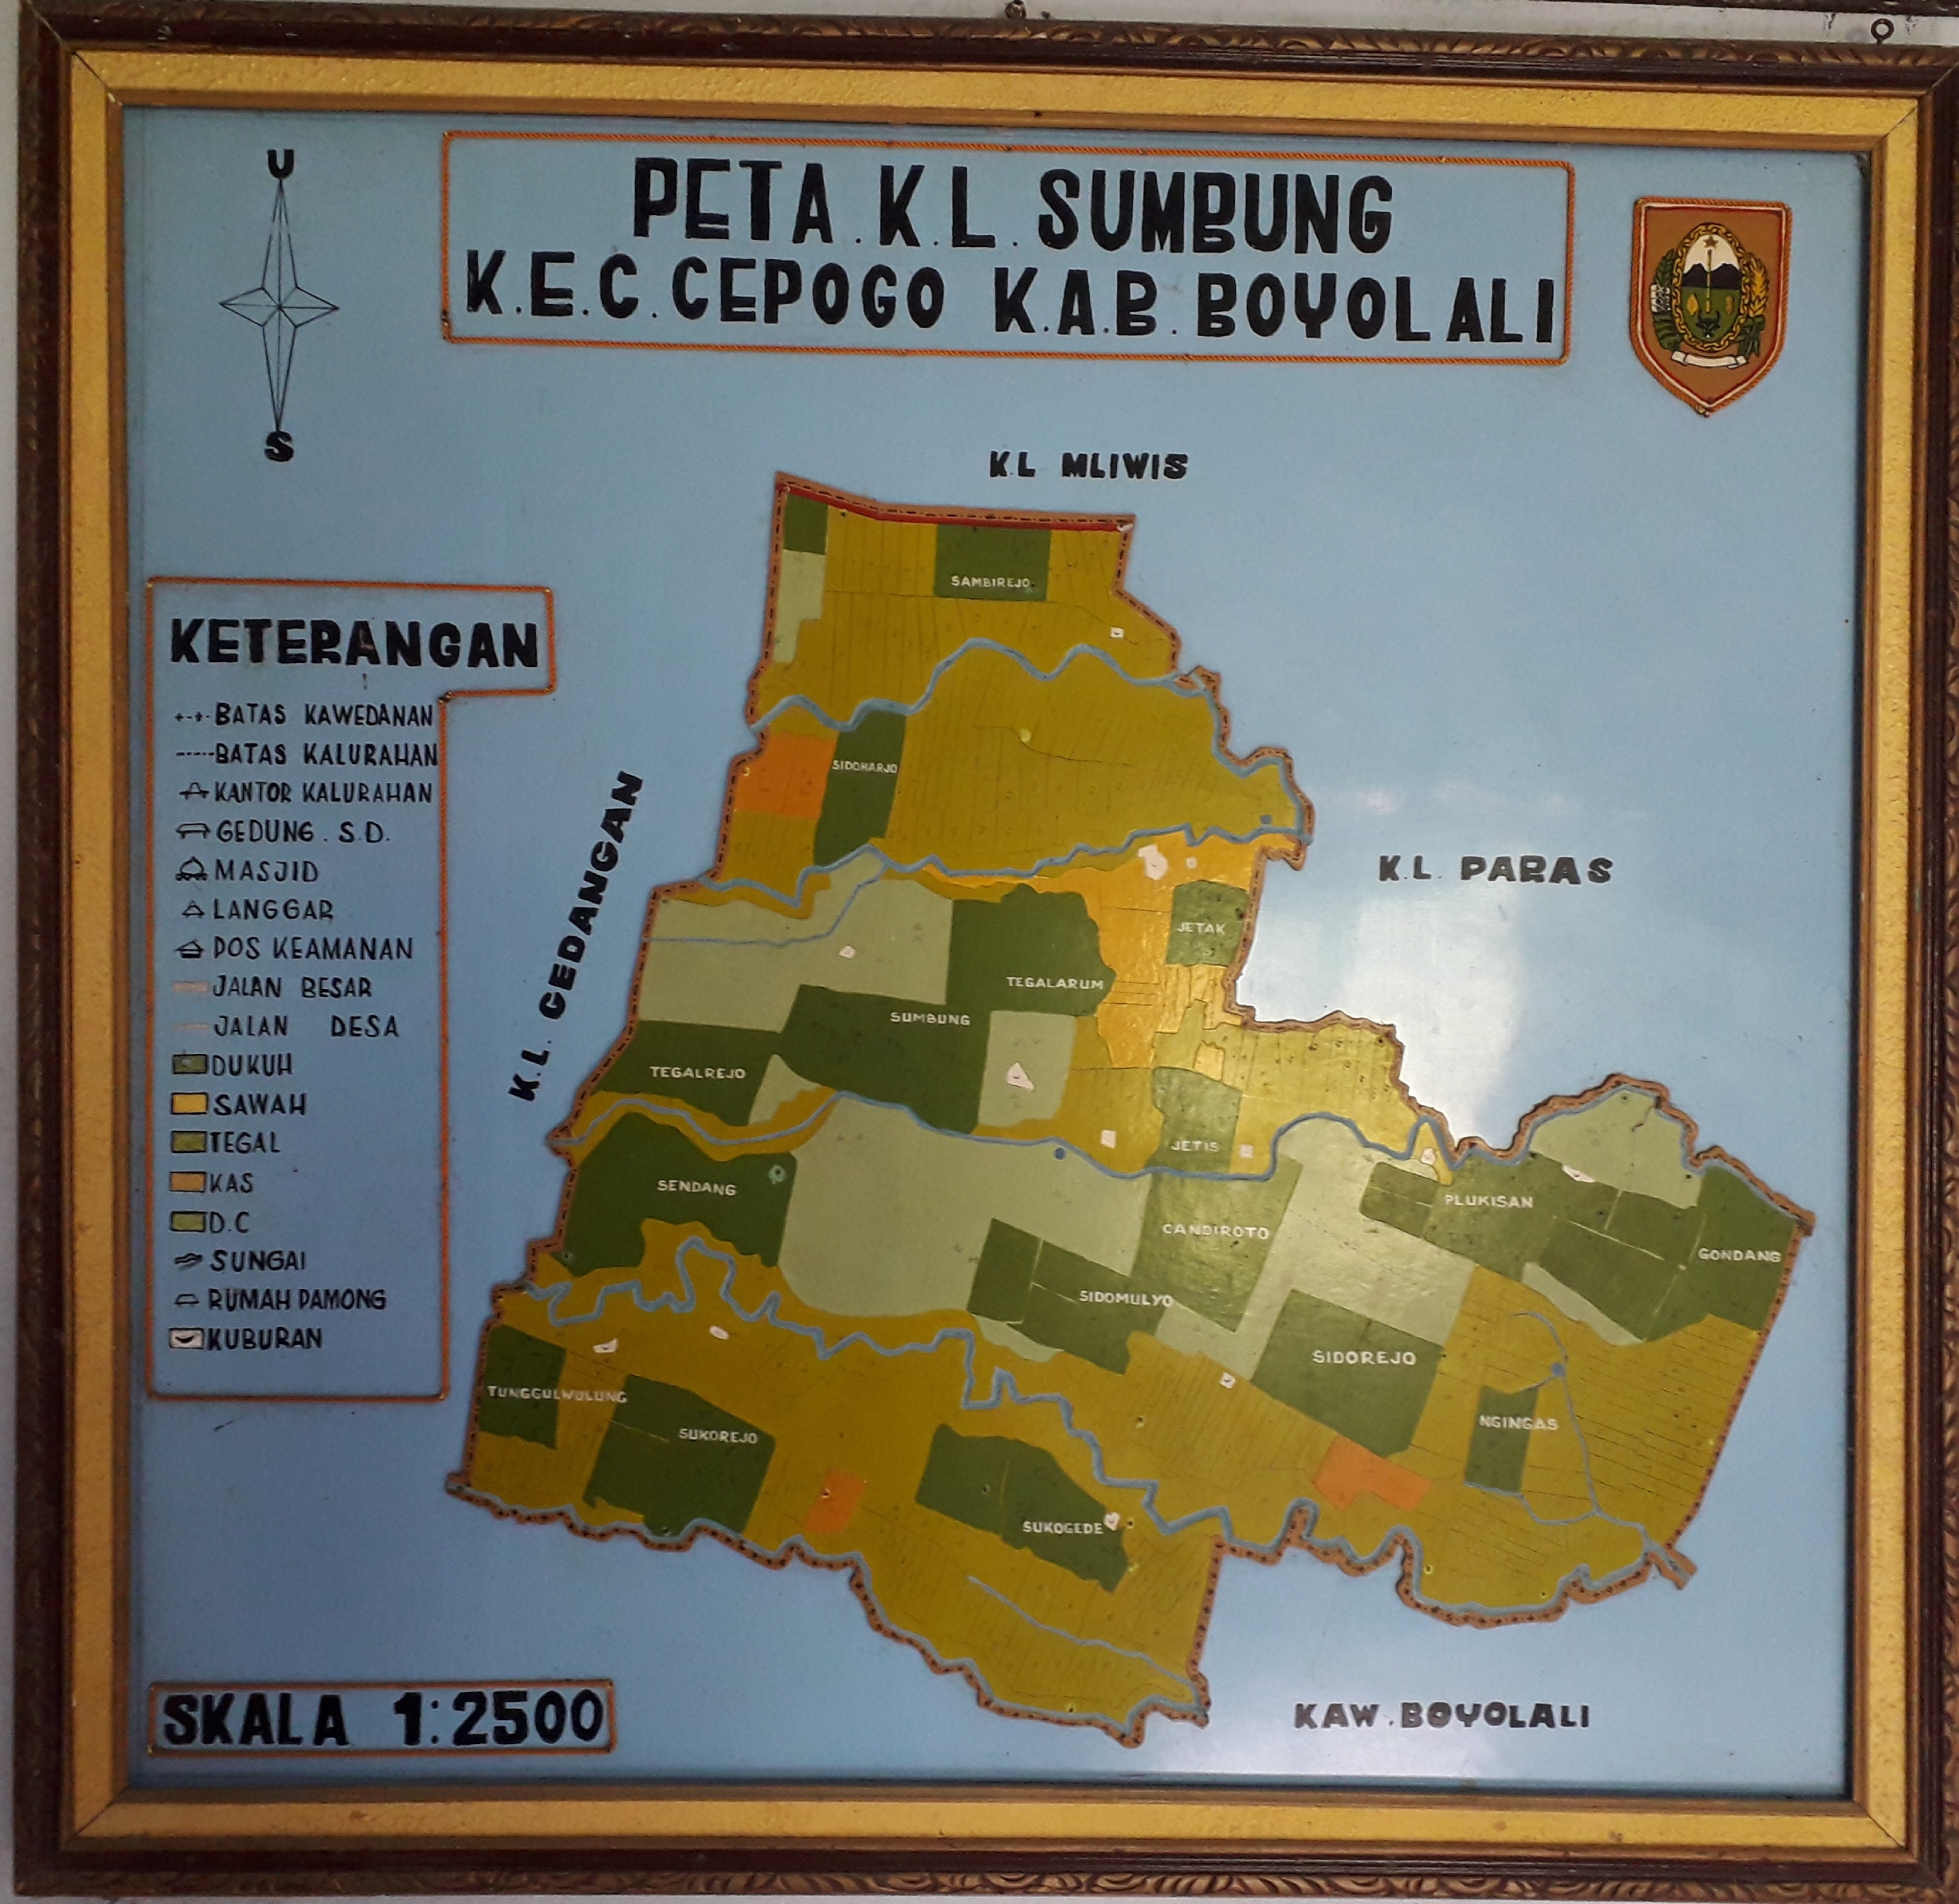 U
S
PETA.K.L.SUMBUNG
K.E.C.CEPOGO K.A.B.BOYOLALI
K.L MLIWIS
K.L. GEDANGAN
K.L. PARAS
KAW.BOYOLALI
KETERANGAN
BATAS KAWEDANAN
BATAS KALURAHAN
KANTOR KALURAHAN
GEDUNG.S.D.
MASJID
LANGGAR
POS KEAMANAN
JALAN BESAR
JALAN DESA
DUKUH
SAWAH
TEGAL
KAS
D.C
SUNGAI
RUMAH PAMONG
KUBURAN
SAMBIREJO
SIDOHARJO
JETAK
TEGALARUM
SUMBUNG
TEGALREJO
JETIS
SENDANG
PLUKISAN
CANDIROTO
GONDANG
SIDOMULYO
SIDOREJO
TUNGGULWULUNG
SUKOREJO
NGINGAS
SUKOGEDE
SKALA 1:2500